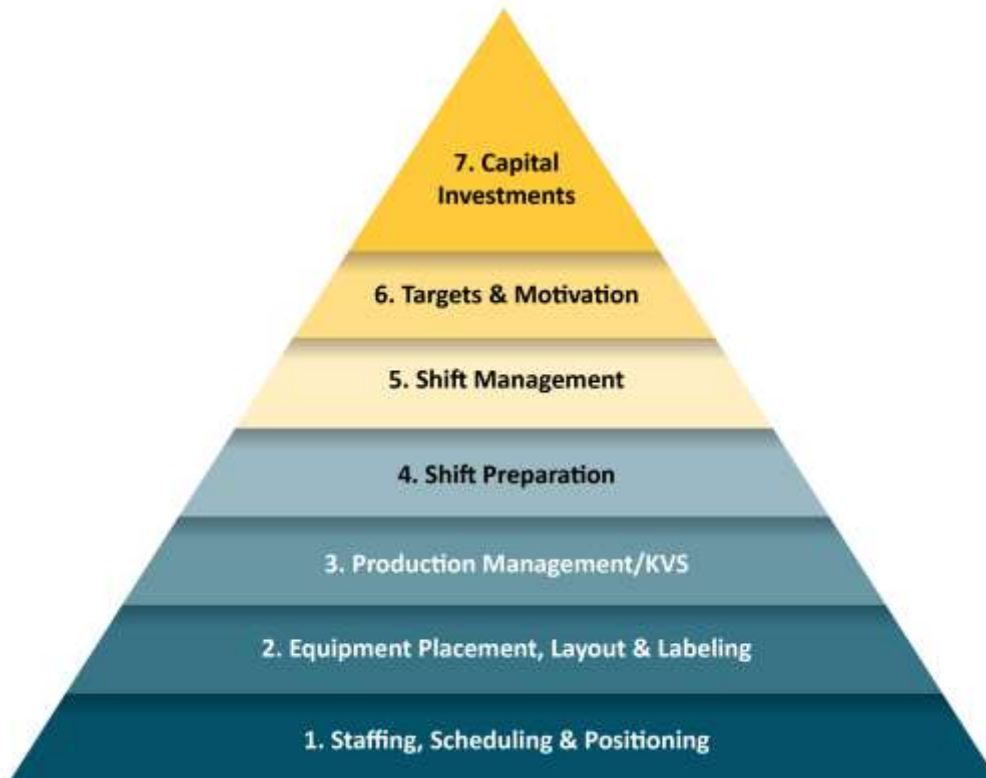 7. Capital
Investments
6. Targets & Motivation
5. Shift Management
4. Shift Preparation
3. Production Management/KVS
2. Equipment Placement, Layout & Labeling
1. Staffing, Scheduling & Positioning